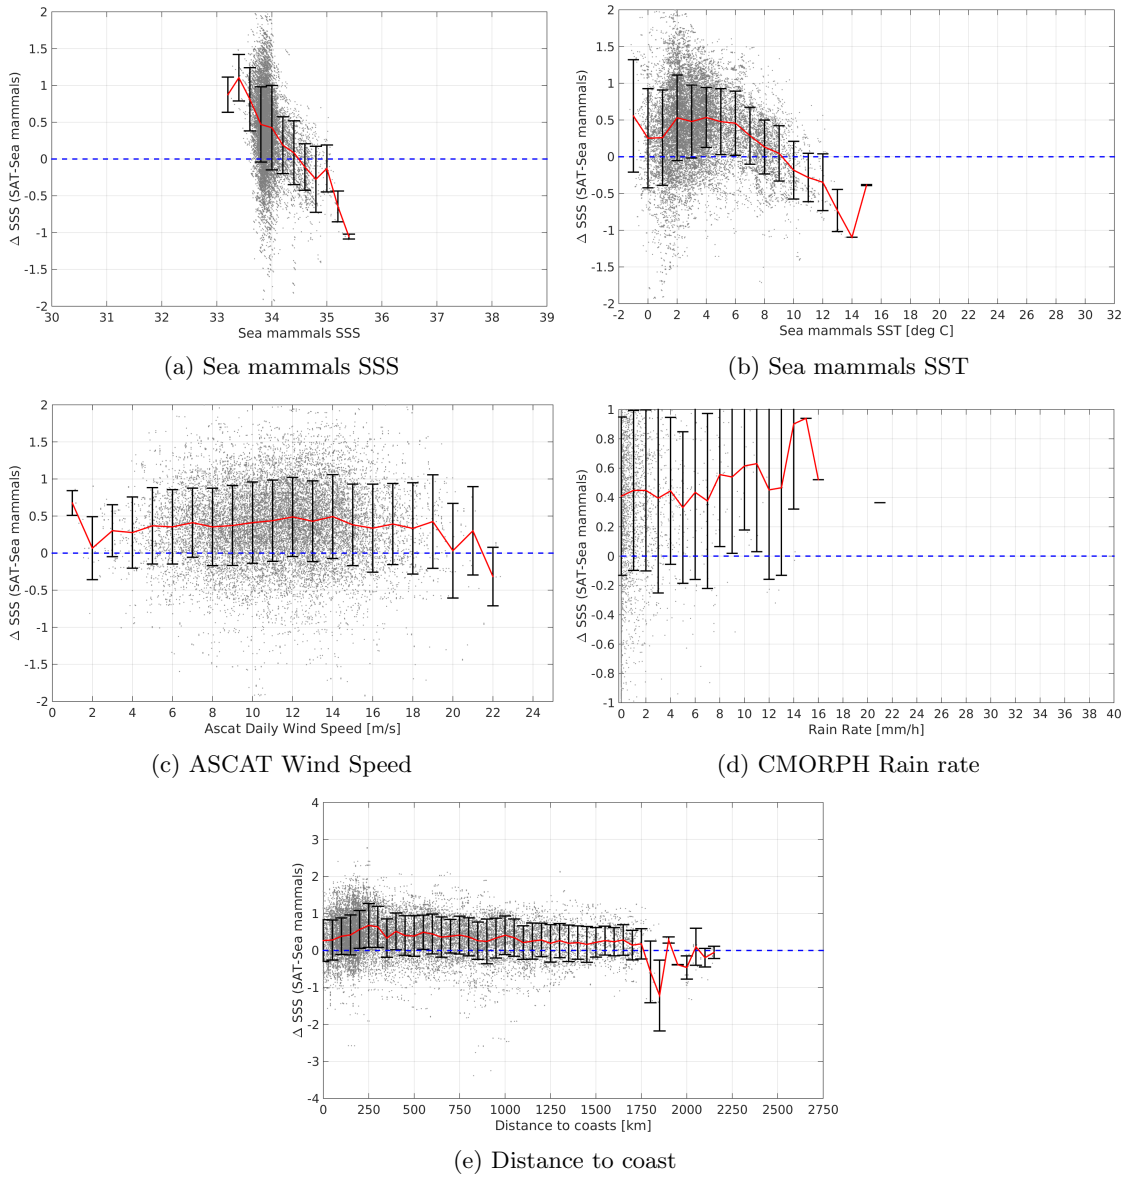 2
1.5
1
0.5
0
-0.5
-1
-1.5
-2
Δ SSS (SAT-Sea mammals)
30 31 32 33 34 35 36 37 38 39
Sea mammals SSS
(a) Sea mammals SSS
2
1.5
1
0.5
0
-0.5
-1
-1.5
-2
Δ SSS (SAT-Sea mammals)
-2 0 2 4 6 8 10 12 14 16 18 20 22 24 26 28 30 32
Sea mammals SST [deg C]
(b) Sea mammals SST
2
1.5
1
0.5
0
-0.5
-1
-1.5
-2
Δ SSS (SAT-Sea mammals)
0 2 4 6 8 10 12 14 16 18 20 22 24
Ascat Daily Wind Speed [m/s]
(c) ASCAT Wind Speed
1
0.8
0.6
0.4
0.2
0
-0.2
-0.4
-0.6
-0.8
-1
Δ SSS (SAT-Sea mammals)
0 2 4 6 8 10 12 14 16 18 20 22 24 26 28 30 32 34 36 38 40
Rain Rate [mm/h]
(d) CMORPH Rain rate
4
3
2
1
0
-1
-2
-3
-4
Δ SSS (SAT-Sea mammals)
0 250 500 750 1000 1250 1500 1750 2000 2250 2500 2750
Distance to coasts [km]
(e) Distance to coast